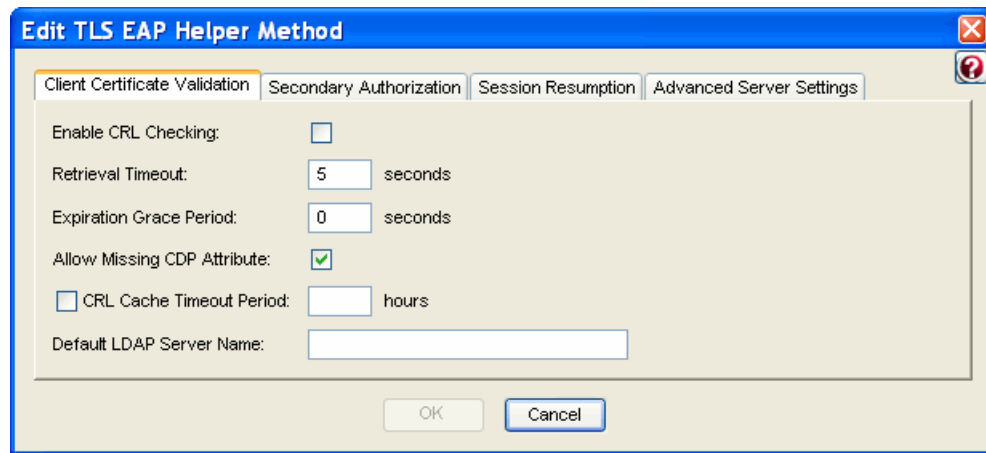 Edit TLS EAP Helper Method
Client Certificate Validation Secondary Authorization Session Resumption Advanced Server Settings
Enable CRL Checking:
Retrieval Timeout: 5 seconds
Expiration Grace Period: 0 seconds
Allow Missing CDP Attribute:
CRL Cache Timeout Period: hours
Default LDAP Server Name:
OK Cancel